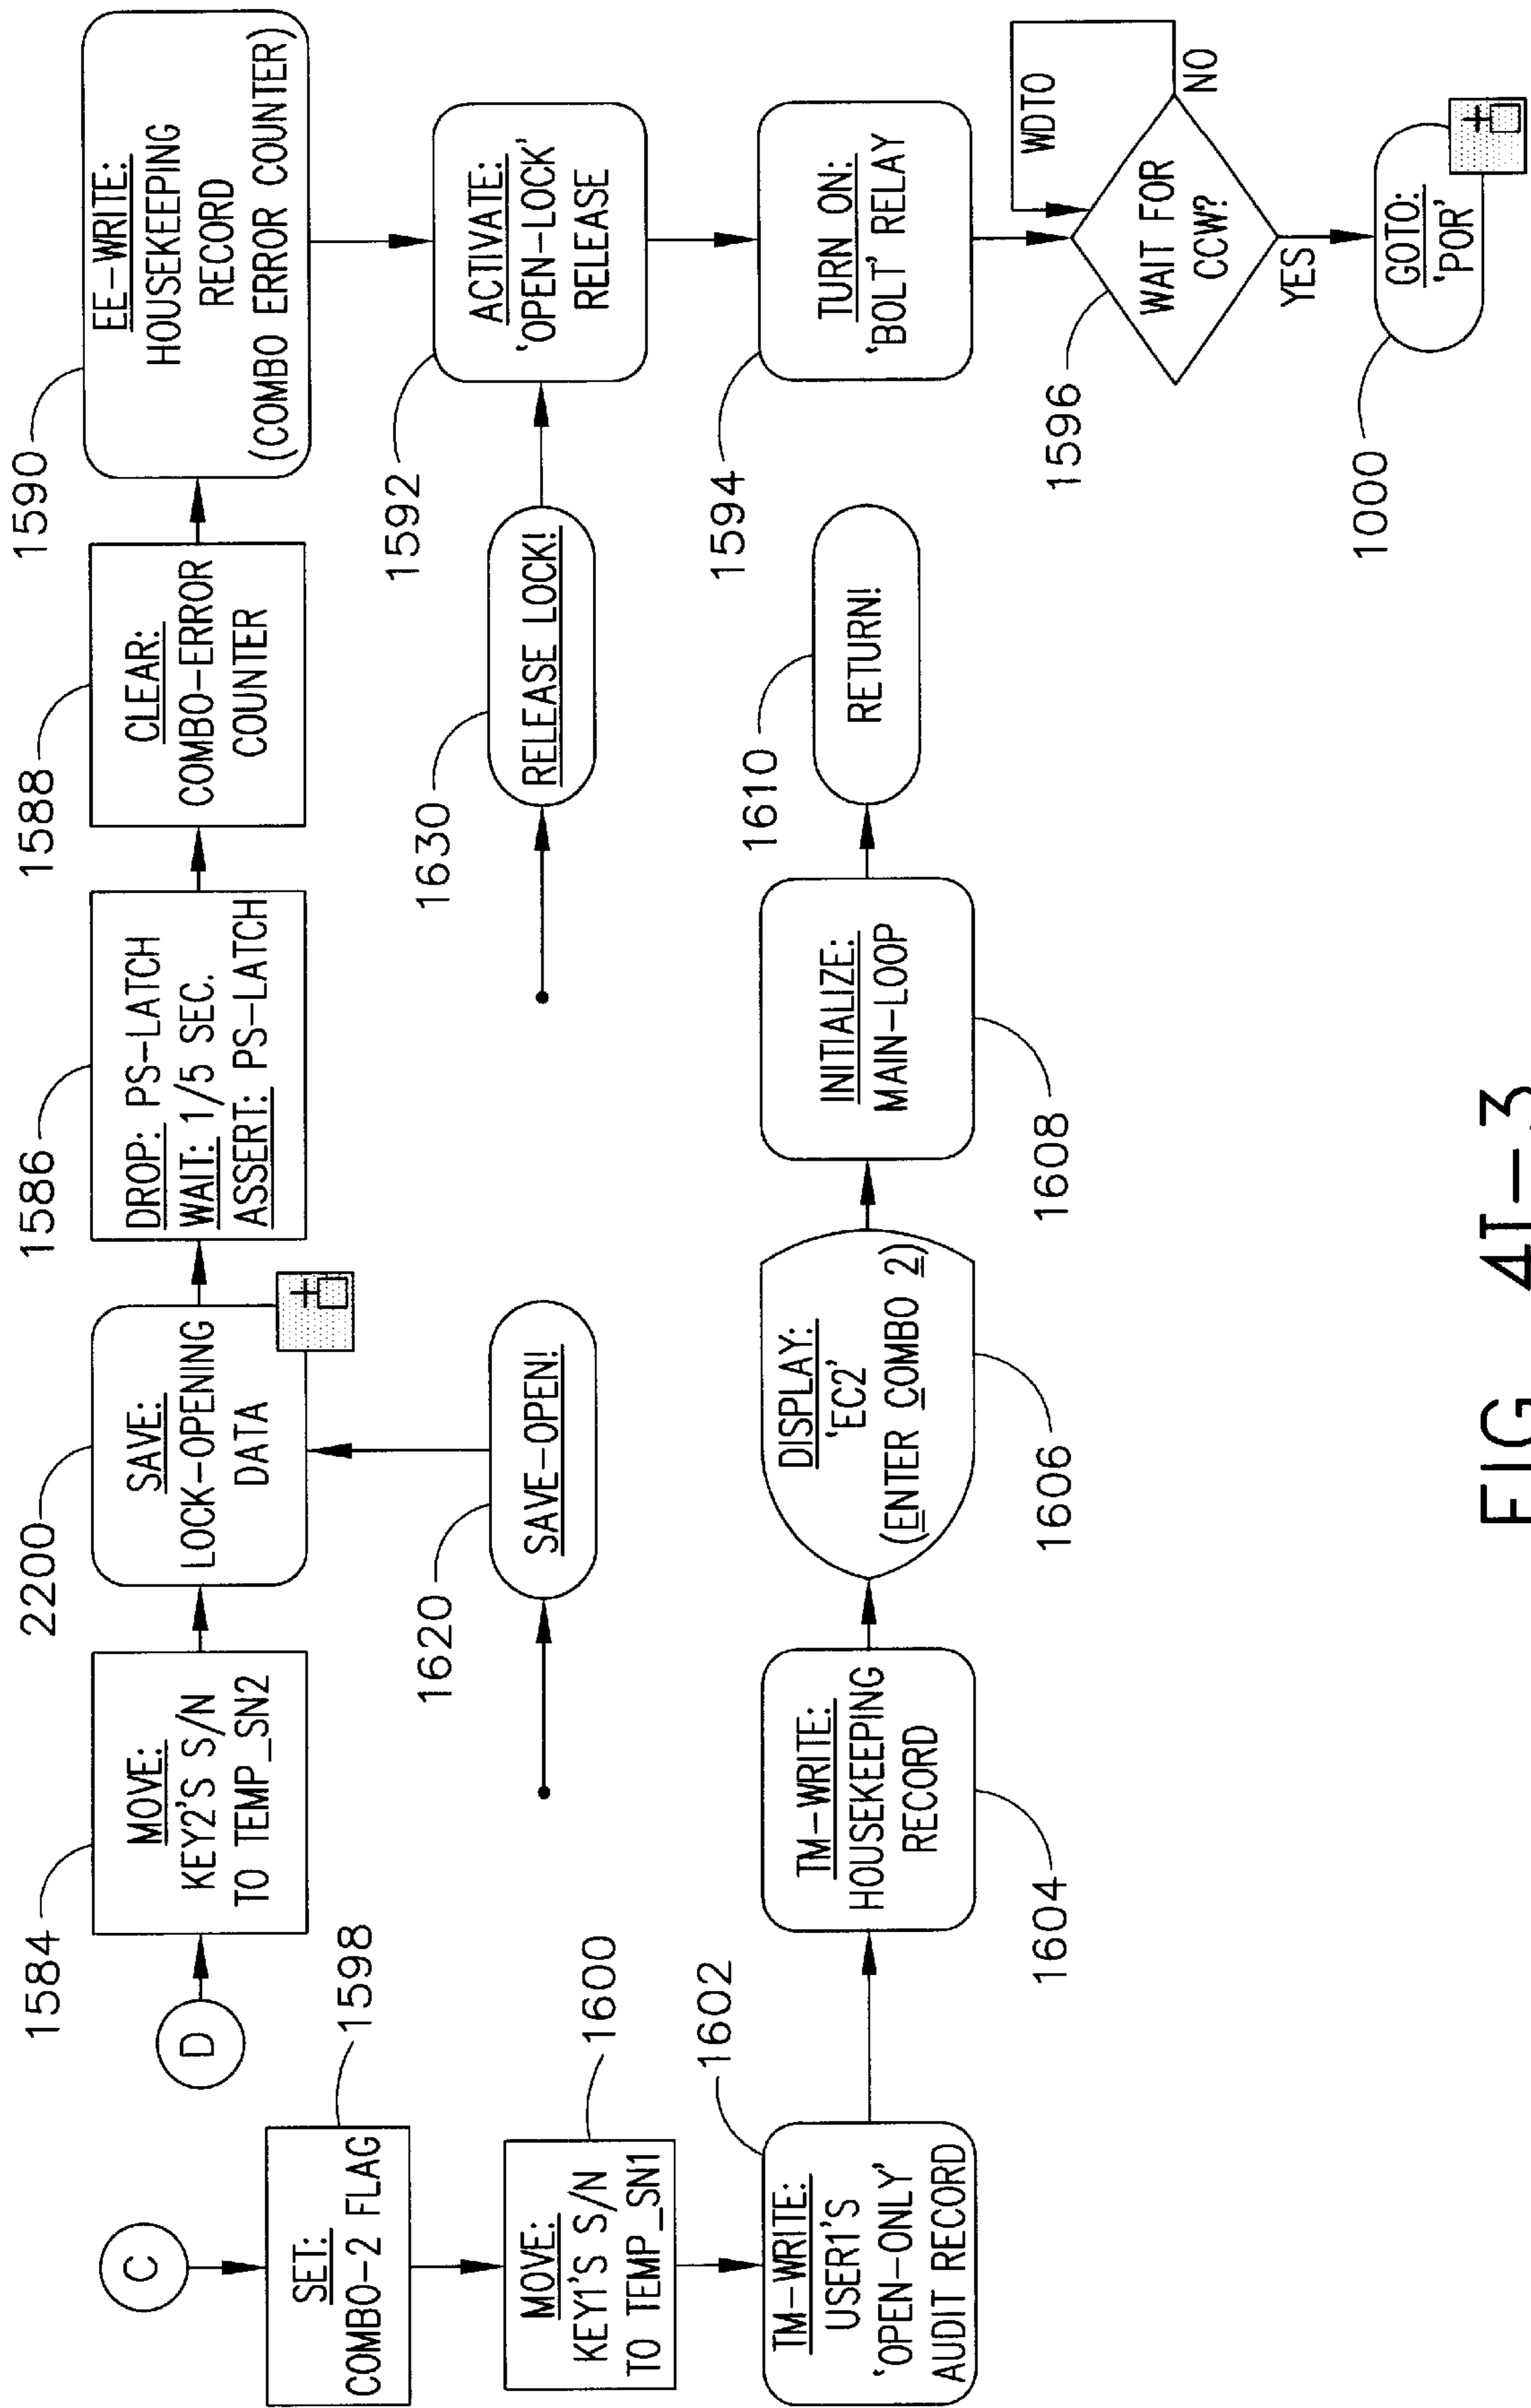 D
1584
MOVE:
KEY2'S S/N
TO TEMP_SN2
2200
SAVE:
LOCK-OPENING
DATA
1586
DROP: PS-LATCH
WAIT: 1/5 SEC.
ASSERT: PS-LATCH
1588
CLEAR:
COMBO-ERROR
COUNTER
1590
EE-WRITE:
HOUSEKEEPING
RECORD
(COMBO ERROR COUNTER)
C
1598
SET:
COMBO-2 FLAG
1620
SAVE-OPEN!
1630
RELEASE LOCK!
1592
ACTIVATE:
'OPEN-LOCK'
RELEASE
1600
MOVE:
KEY1'S S/N
TO TEMP_SN1
1602
TM-WRITE:
USER1'S
'OPEN-ONLY'
AUDIT RECORD
TM-WRITE:
HOUSEKEEPING
RECORD
1604
DISPLAY:
'EC2'
(ENTER COMBO 2)
1606
INITIALIZE:
MAIN-LOOP
1608
1610
RETURN!
1594
TURN ON:
'BOLT' RELAY
WDTO
1596
WAIT FOR
CCW?
NO
YES
1000
GOTO:
'POR'
FIG. 4I-3